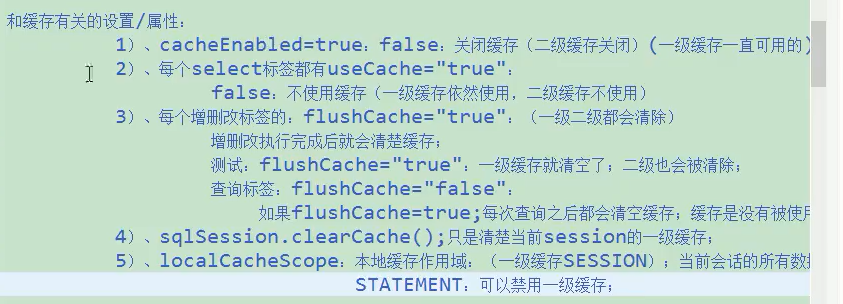 和缓存有关的设置/属性：
1）、cacheEnabled=true：false：关闭缓存（二级缓存关闭）(一级缓存一直可用的)
2）、每个select标签都有useCache="true"：
false：不使用缓存（一级缓存依然使用，二级缓存不使用）
3）、每个增删改标签的：flushCache="true"：（一级二级都会清除）
增删改执行完成后就会清楚缓存；
测试：flushCache="true"：一级缓存就清空了；二级也会被清除；
查询标签：flushCache="false"：
如果flushCache=true;每次查询之后都会清空缓存；缓存是没有被使用
4）、sqlSession.clearCache();只是清楚当前session的一级缓存；
5）、localCacheScope：本地缓存作用域：（一级缓存SESSION）；当前会话的所有数
STATEMENT：可以禁用一级缓存；